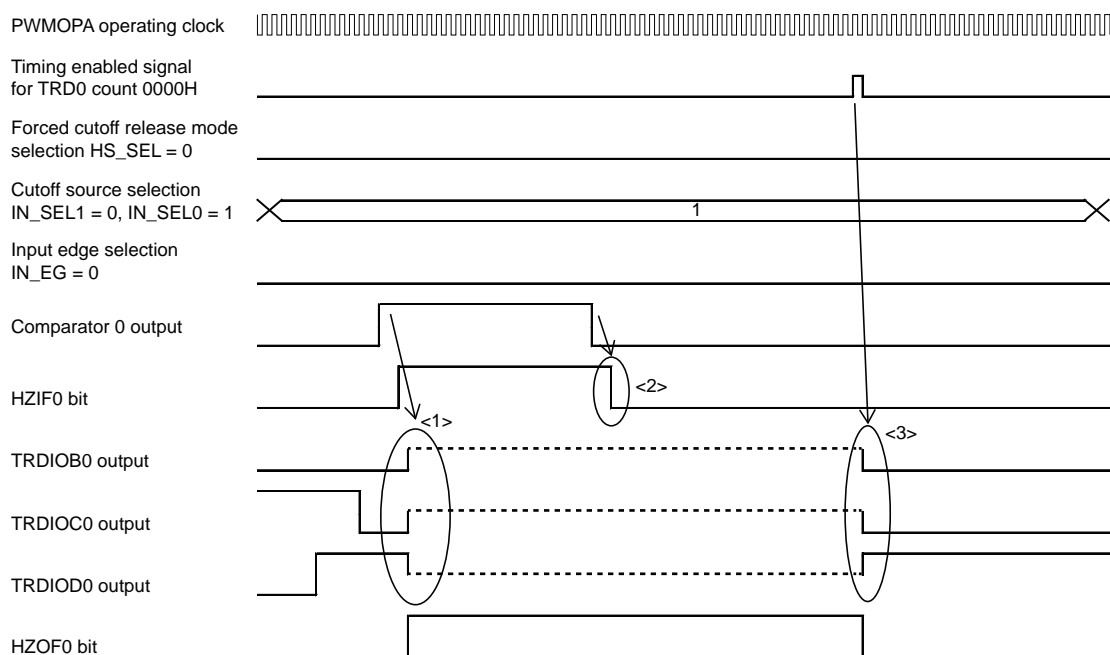 PWMOPA operating clock
Timing enabled signal
for TRD0 count 0000H
Forced cutoff release mode
selection HS_SEL = 0
Cutoff source selection
IN_SEL1 = 0, IN_SEL0 = 1
1
Input edge selection
IN_EG = 0
Comparator 0 output
HZIF0 bit
<2>
<1>
<3>
TRDIOB0 output
TRDIOC0 output
TRDIOD0 output
HZOF0 bit